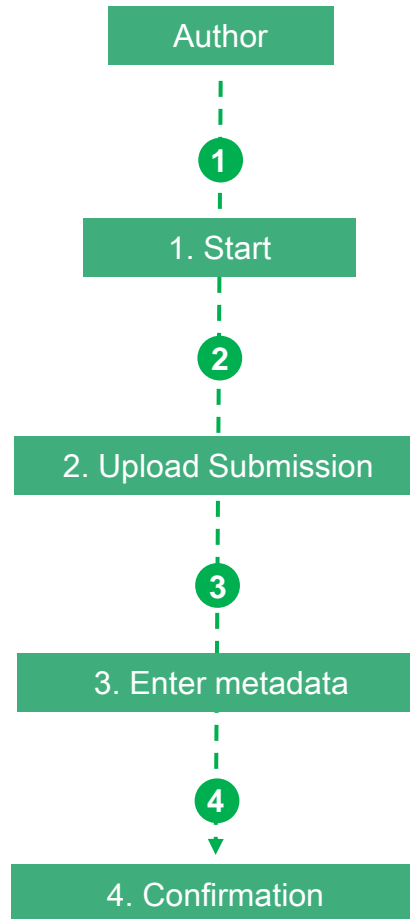 Author
1
1. Start
2
2. Upload Submission
3
3. Enter metadata
4
4. Confirmation